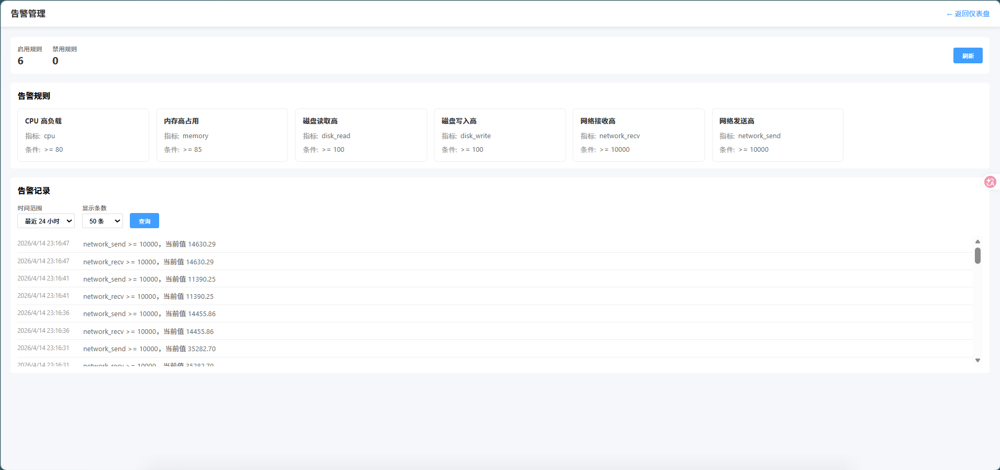 告警管理
← 返回仪表盘
启用规则
6
禁用规则
0
刷新
告警规则
CPU 高负载
指标: cpu
条件: >= 80
内存高占用
指标: memory
条件: >= 85
磁盘读取高
指标: disk_read
条件: >= 100
磁盘写入高
指标: disk_write
条件: >= 100
网络接收高
指标: network_recv
条件: >= 10000
网络发送高
指标: network_send
条件: >= 10000
告警记录
时间范围
最近 24 小时
显示条数
50 条
查询
2026/4/14 23:16:47 network_send >= 10000，当前值 14630.29
2026/4/14 23:16:47 network_recv >= 10000，当前值 14630.29
2026/4/14 23:16:41 network_send >= 10000，当前值 11390.25
2026/4/14 23:16:41 network_recv >= 10000，当前值 11390.25
2026/4/14 23:16:36 network_send >= 10000，当前值 14455.86
2026/4/14 23:16:36 network_recv >= 10000，当前值 14455.86
2026/4/14 23:16:31 network_send >= 10000，当前值 35282.70
2026/4/14 23:16:31 network_recv >= 10000，当前值 35282.70